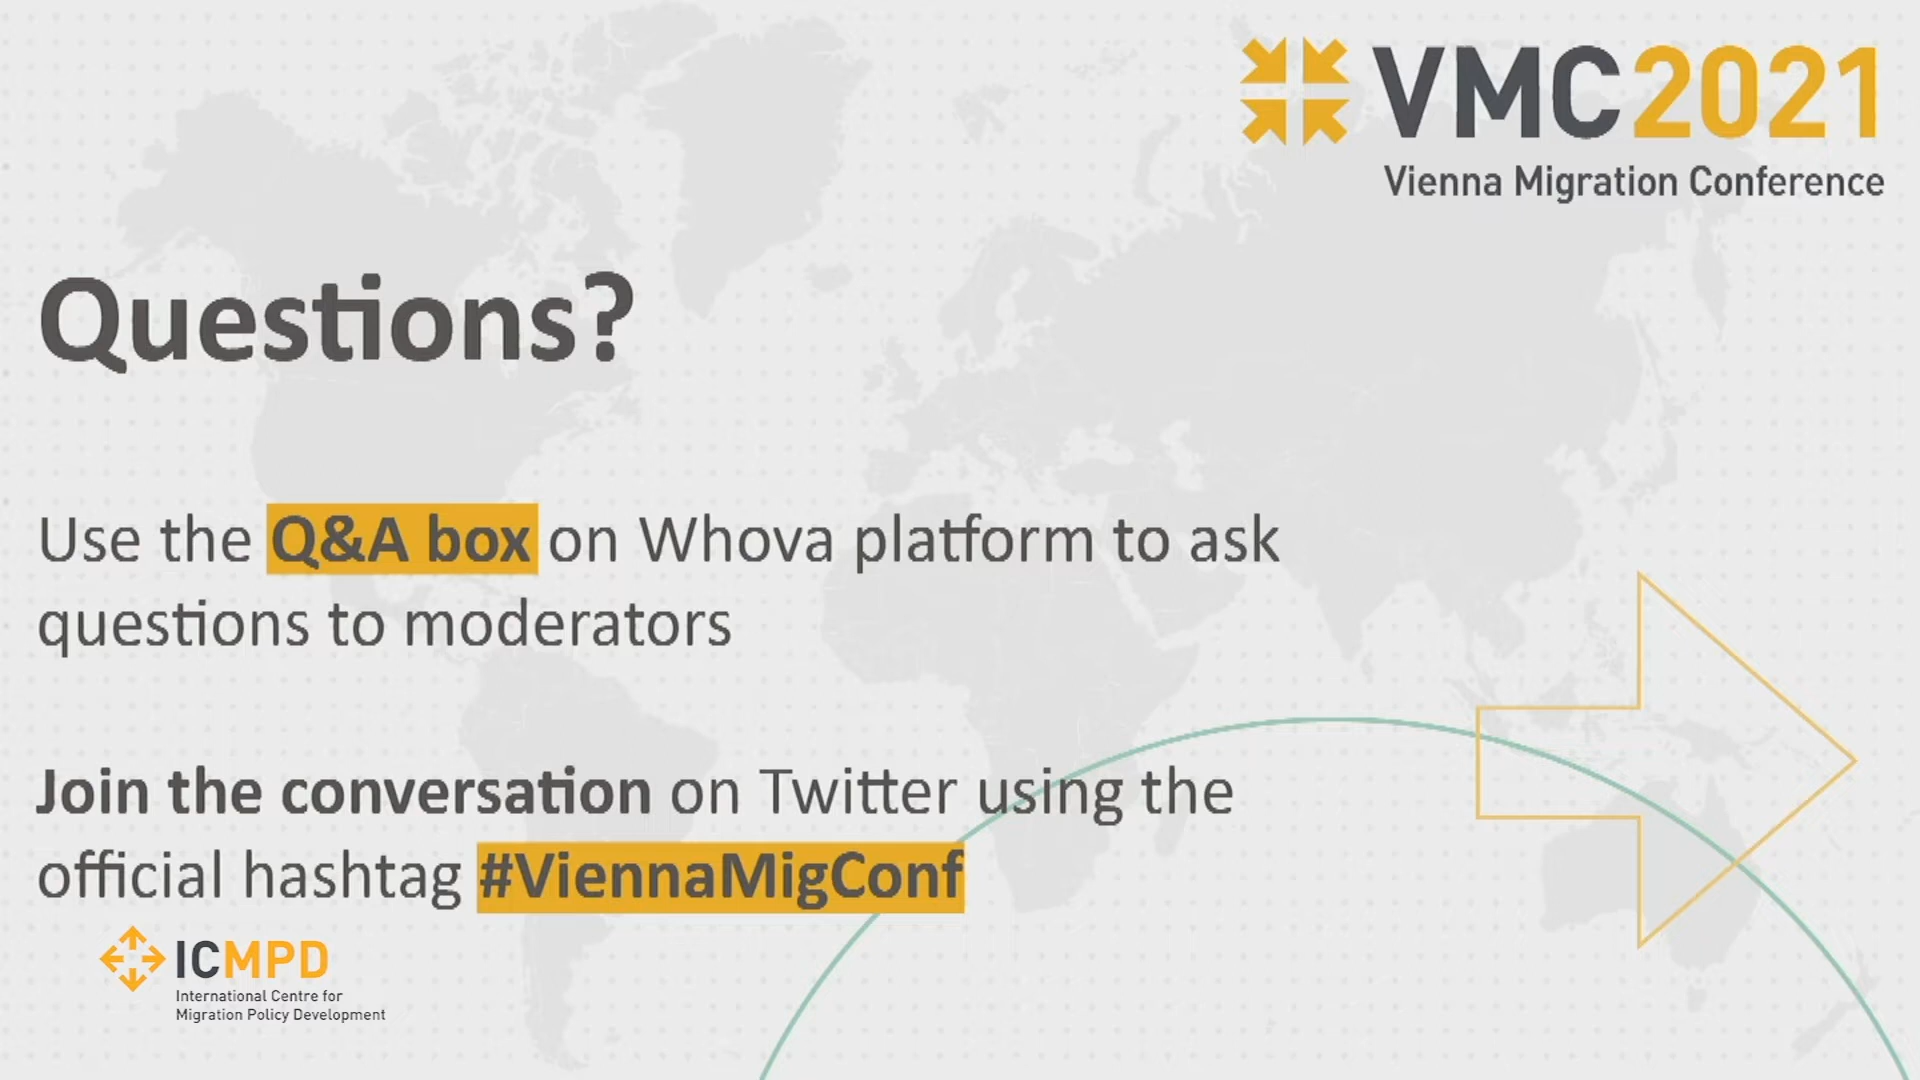 VMC2021
Vienna Migration Conference
Questions?
Use the Q&A box on Whova platform to ask
questions to moderators
Join the conversation on Twitter using the
official hashtag #ViennaMigConf
ICMPD
International Centre for
Migration Policy Development